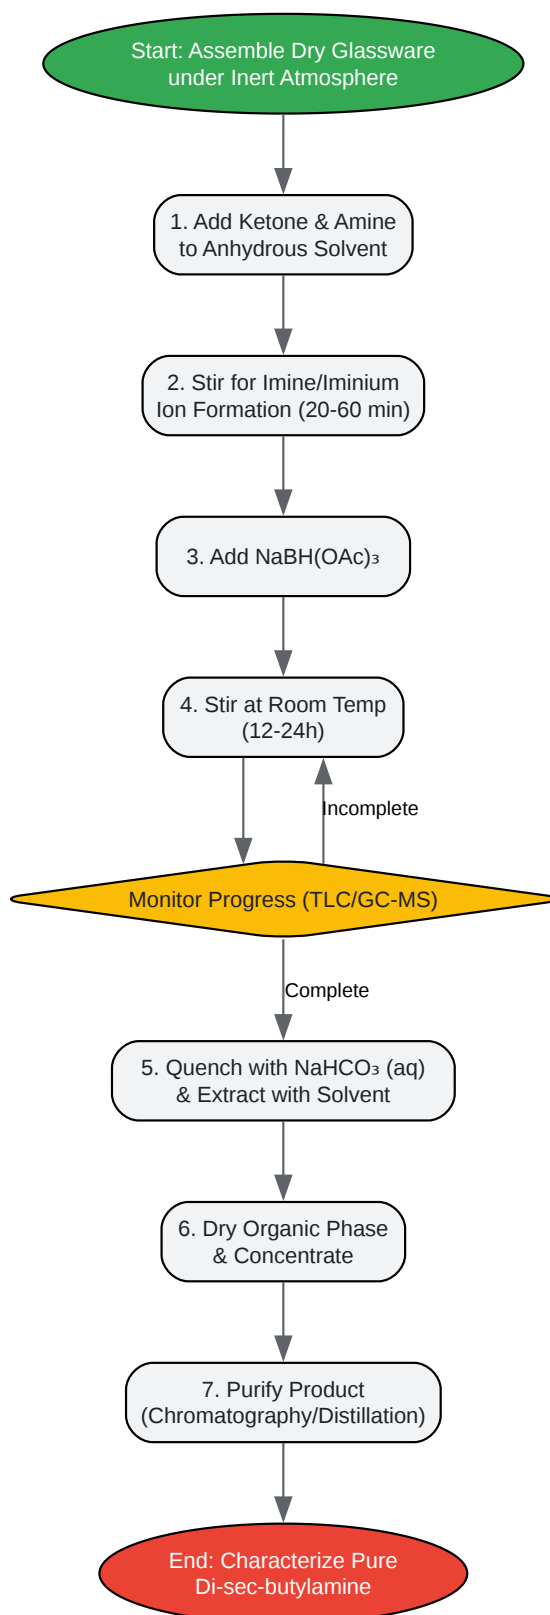 Start: Assemble Dry Glassware
under Inert Atmosphere
1. Add Ketone & Amine
to Anhydrous Solvent
2. Stir for Imine/Iminium
Ion Formation (20-60 min)
3. Add NaBH(OAc)₃
4. Stir at Room Temp
(12-24h)
Incomplete
Monitor Progress (TLC/GC-MS)
Complete
5. Quench with NaHCO₃ (aq)
& Extract with Solvent
6. Dry Organic Phase
& Concentrate
7. Purify Product
(Chromatography/Distillation)
End: Characterize Pure
Di-sec-butylamine